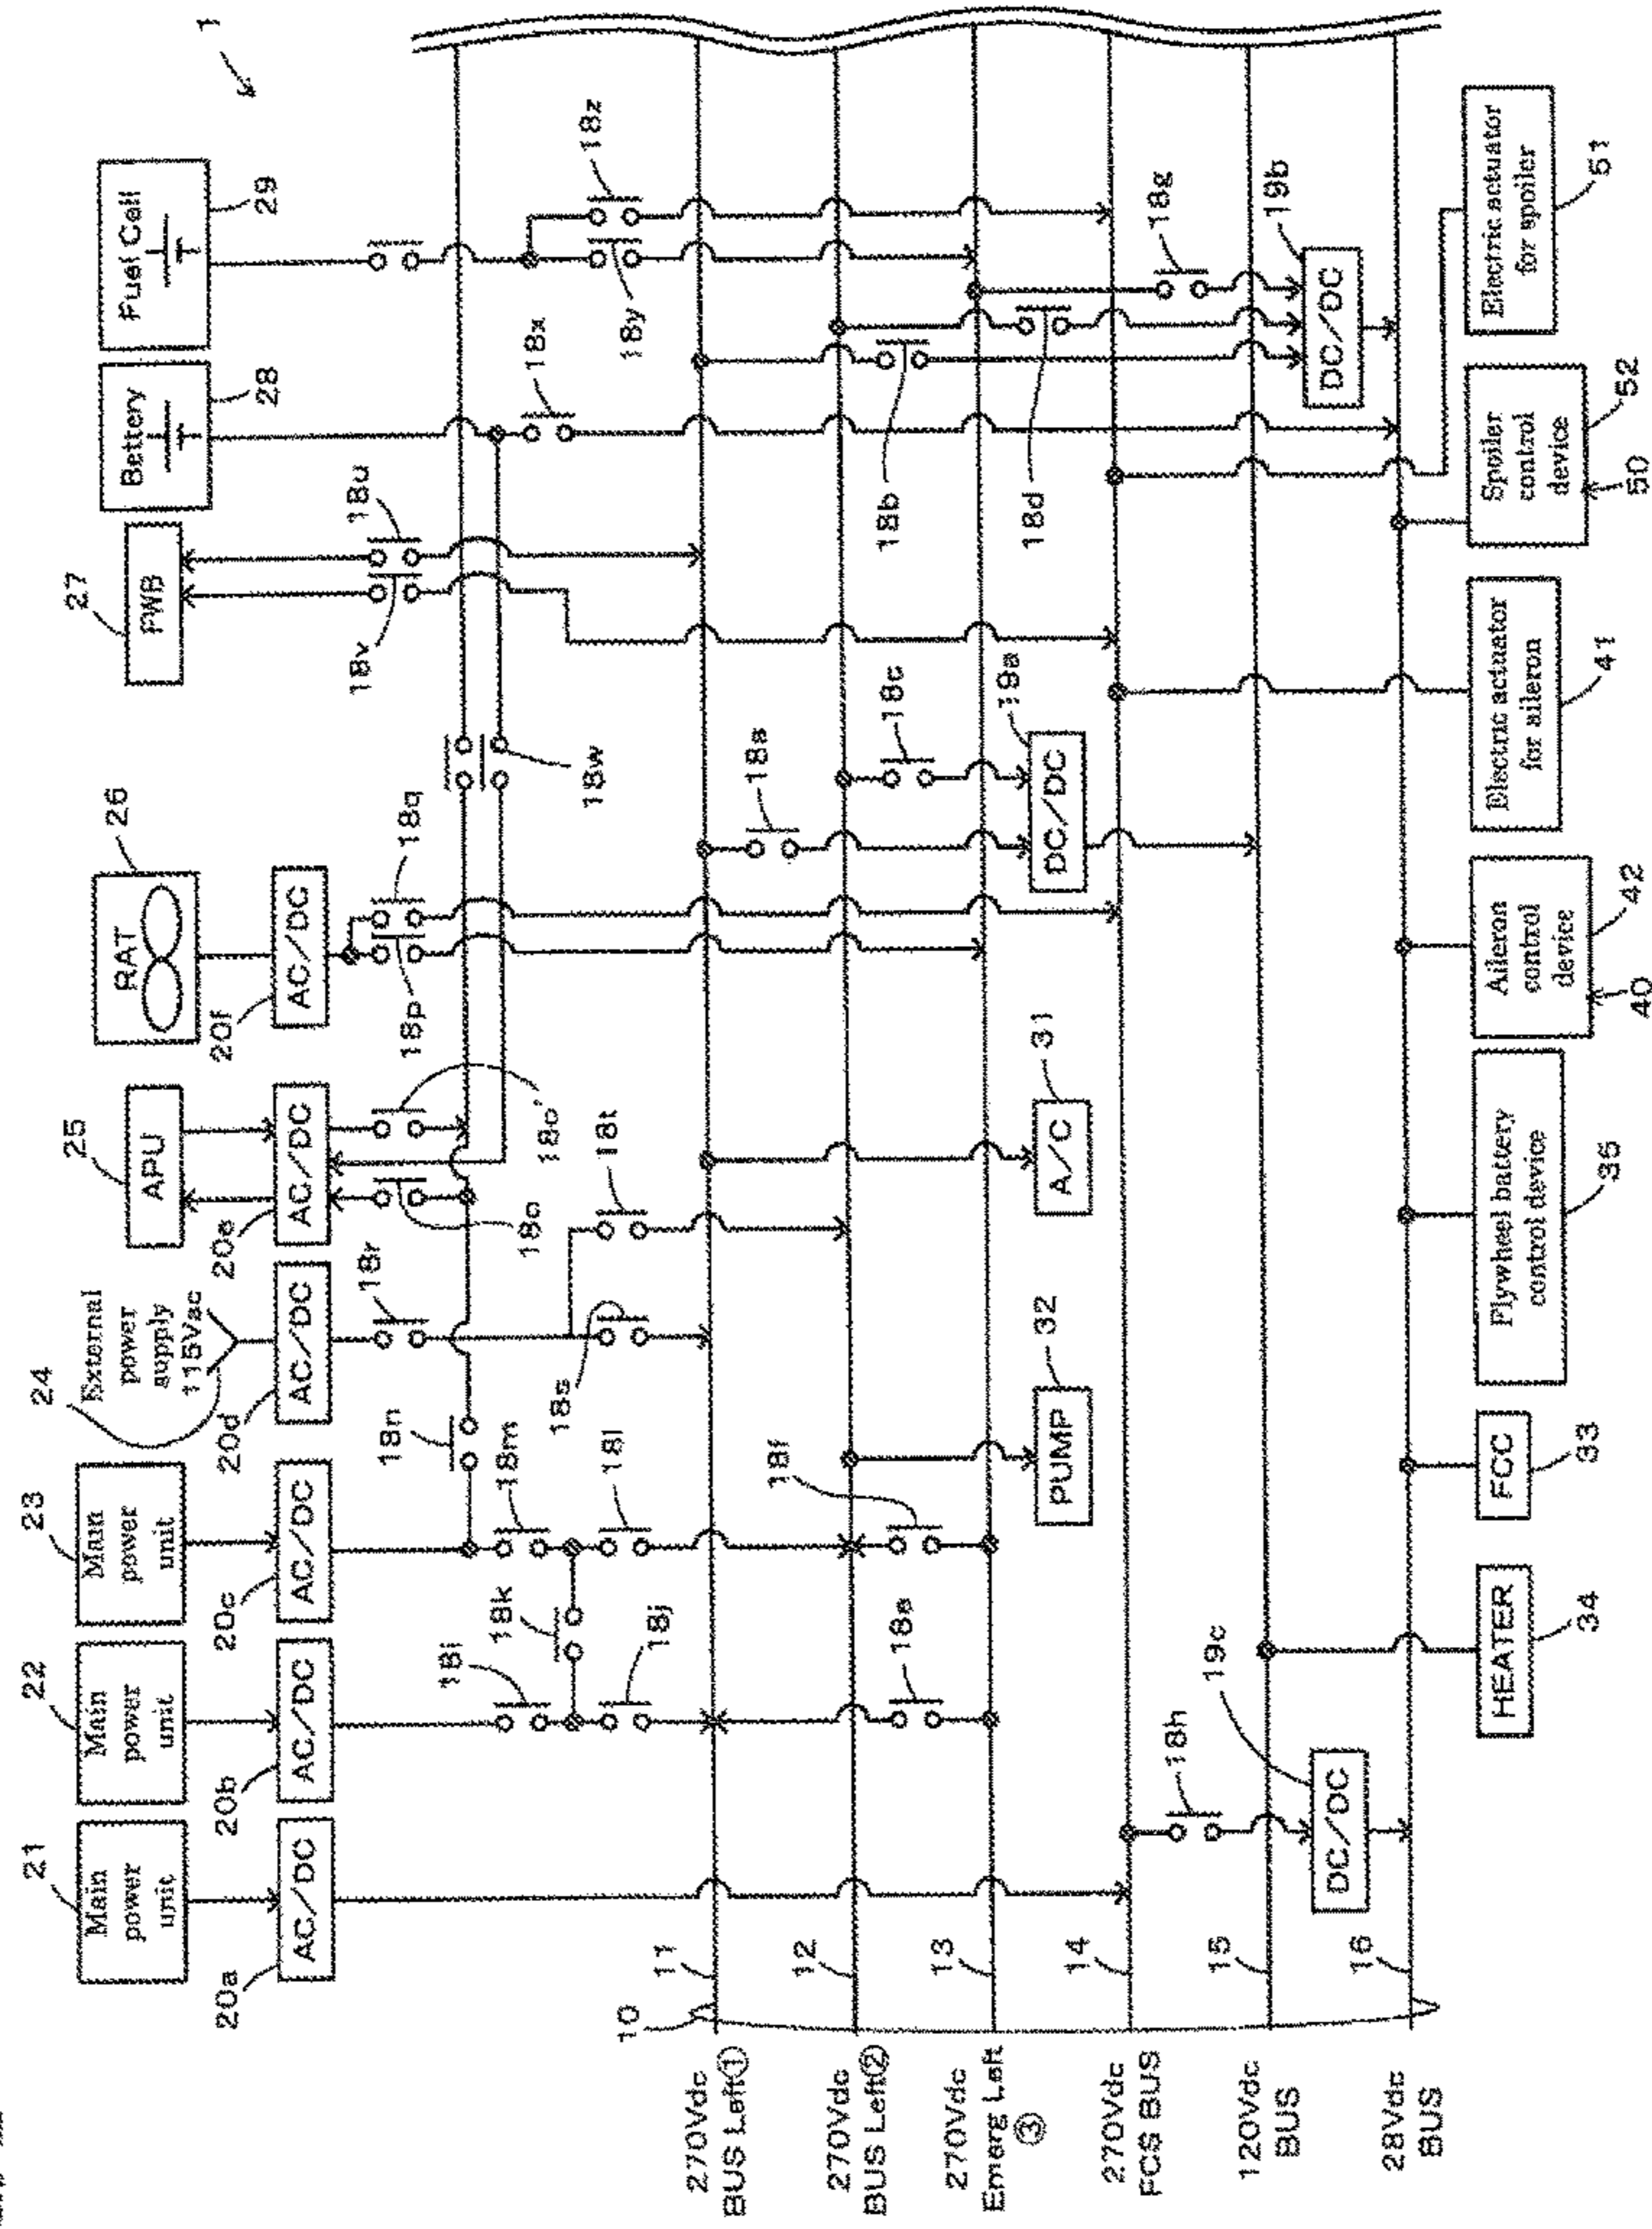 1
21
22
23
24
25
26
27
28
29
Main
power
unit
Main
power
unit
Main
power
unit
External
power
supply
115Vac
APU
RAT
FWB
Bettery
Fuel Cell
20a
20b
20c
20d
20e
20f
AC/DC
AC/DC
AC/DC
AC/DC
AC/DC
AC/DC
18i
18k
18j
18m
18l
18n
18r
18s
18t
18o
18o'
18p
18q
18w
18v
18u
18x
18y
18z
10
270Vdc
BUS Left①
11
270Vdc
BUS Left②
12
270Vdc
Emerg Left
③
13
270Vdc
FCS BUS
14
120Vdc
BUS
15
28Vdc
BUS
16
18e
18f
18h
19c
DC/DC
PUMP
32
A/C
31
18a
18c
19a
DC/DC
18b
18d
18g
19b
DC/DC
HEATER
34
FCC
33
Flywheel battery
control device
35
Aileron
control
device
42
40
Electric actuator
for aileron
41
Spoiler
control
device
52
50
Electric actuator
for spoiler
51